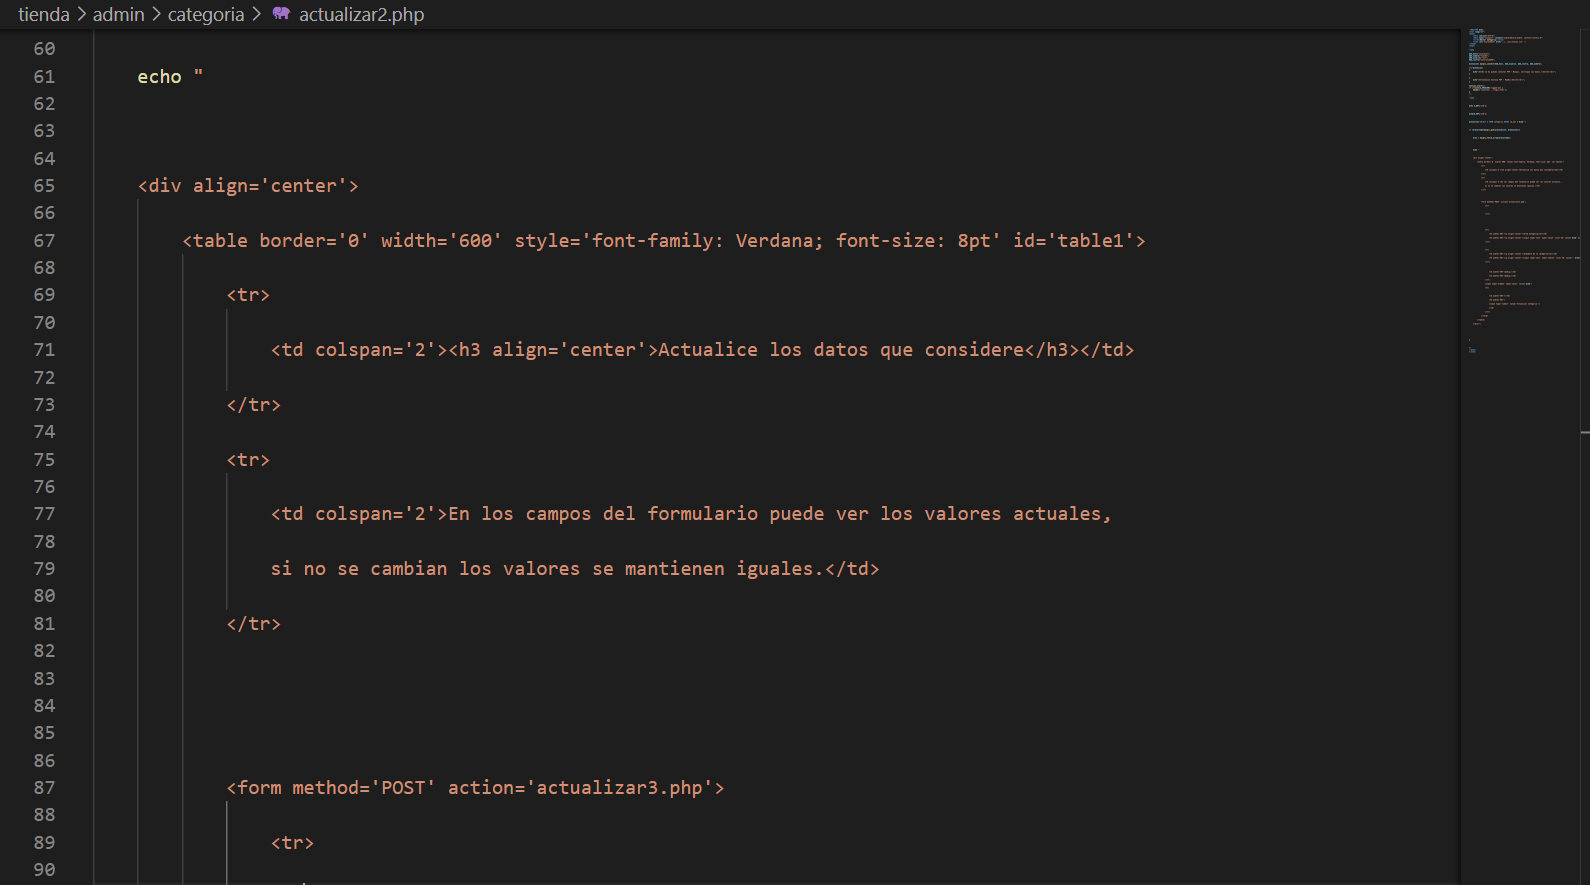 tienda > admin > categoria > actualizar2.php
60
61 echo "
62
63
64
65 <div align='center'>
66
67 <table border='0' width='600' style='font-family: Verdana; font-size: 8pt' id='table1'>
68
69 <tr>
70
71 <td colspan='2'><h3 align='center'>Actualice los datos que considere</h3></td>
72
73 </tr>
74
75 <tr>
76
77 <td colspan='2'>En los campos del formulario puede ver los valores actuales,
78
79 si no se cambian los valores se mantienen iguales.</td>
80
81 </tr>
82
83
84
85
86
87 <form method='POST' action='actualizar3.php'>
88
89 <tr>
90